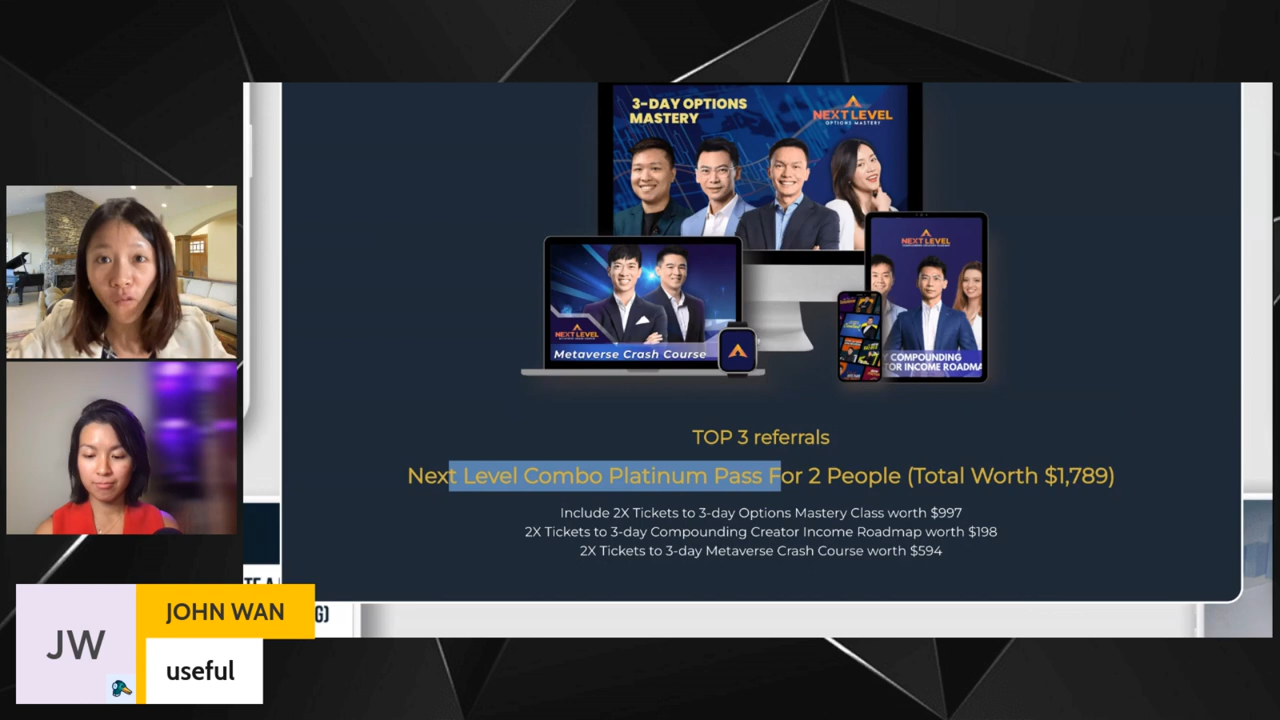 3-DAY OPTIONS
MASTERY
NEXT LEVEL
OPTIONS MASTERY
NEXT LEVEL
Metaverse Crash Course
NEXT LEVEL
COMPOUNDING
OR INCOME ROADMA
TOP 3 referrals
Next Level Combo Platinum Pass For 2 People (Total Worth $1,789)
Include 2X Tickets to 3-day Options Mastery Class worth $997
2X Tickets to 3-day Compounding Creator Income Roadmap worth $198
2X Tickets to 3-day Metaverse Crash Course worth $594
TE A
G)
JW
JOHN WAN
useful